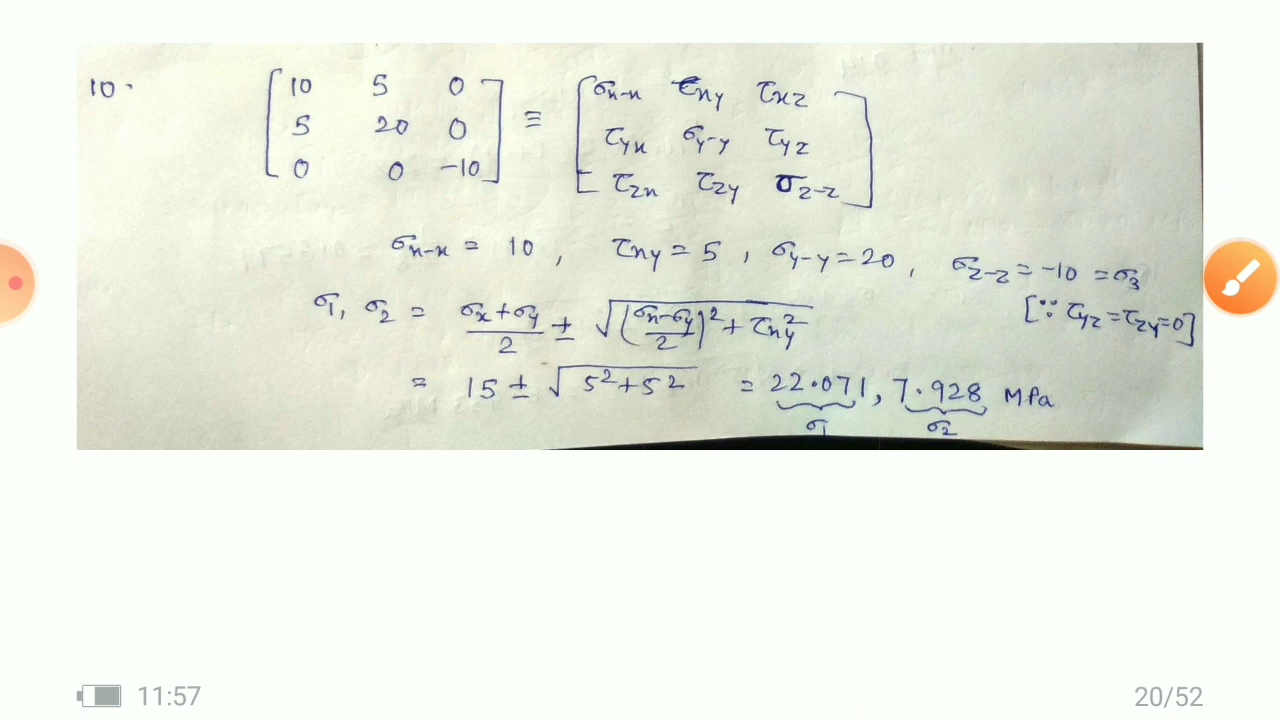 10.
[10 5 0
5 20 0
0 0 -10] ≡ [σx-x τxy τxz
τyx σy-y τyz
τzx τzy σz-z]
σx-x = 10, τxy = 5, σy-y = 20, σz-z = -10 = σ3
[∵ τyz = τzy = 0]
σ1, σ2 = σx+σy/2 ± √(σx-σy/2)²+τxy²
= 15 ± √5²+5² = 22.071, 7.928 MPa
σ1 σ2
11:57
20/52